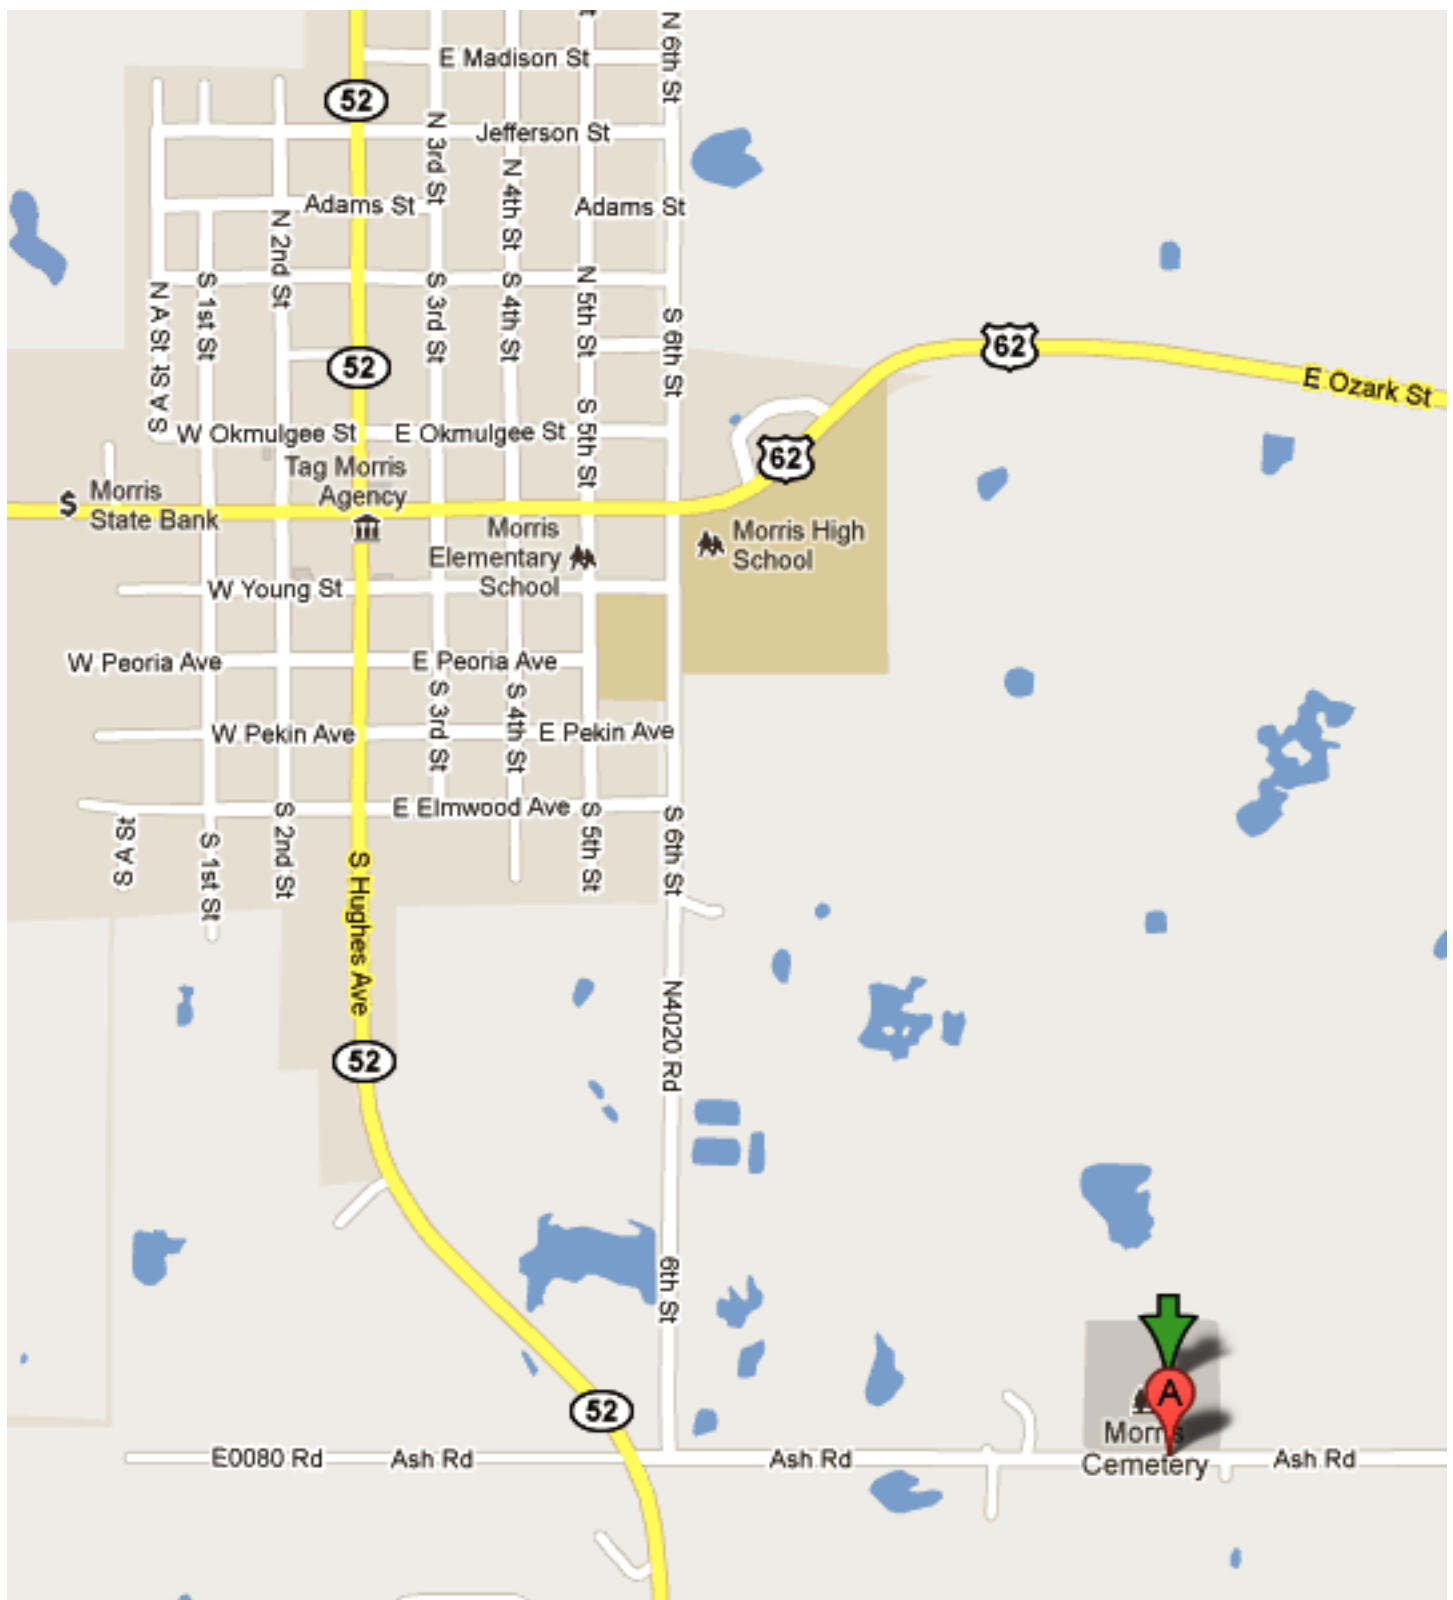 N 6th St
E Madison St
52
N 3rd St
Jefferson St
N 4th St
Adams St
Adams St
N 2nd St
N A St
S 1st St
S 3rd St
S 4th St
N 5th St
S 6th St
62
52
S A St
E Ozark St
S 5th St
W Okmulgee St
E Okmulgee St
62
Tag Morris
Agency
$
Morris
State Bank
Morris
Elementary
School
Morris High
School
W Young St
W Peoria Ave
E Peoria Ave
S 3rd St
S 4th St
W Pekin Ave
E Pekin Ave
E Elmwood Ave
S A St
S 1st St
S 2nd St
S 5th St
S 6th St
S Hughes Ave
N4020 Rd
52
6th St
A
52
Morris
Cemetery
E0080 Rd
Ash Rd
Ash Rd
Ash Rd